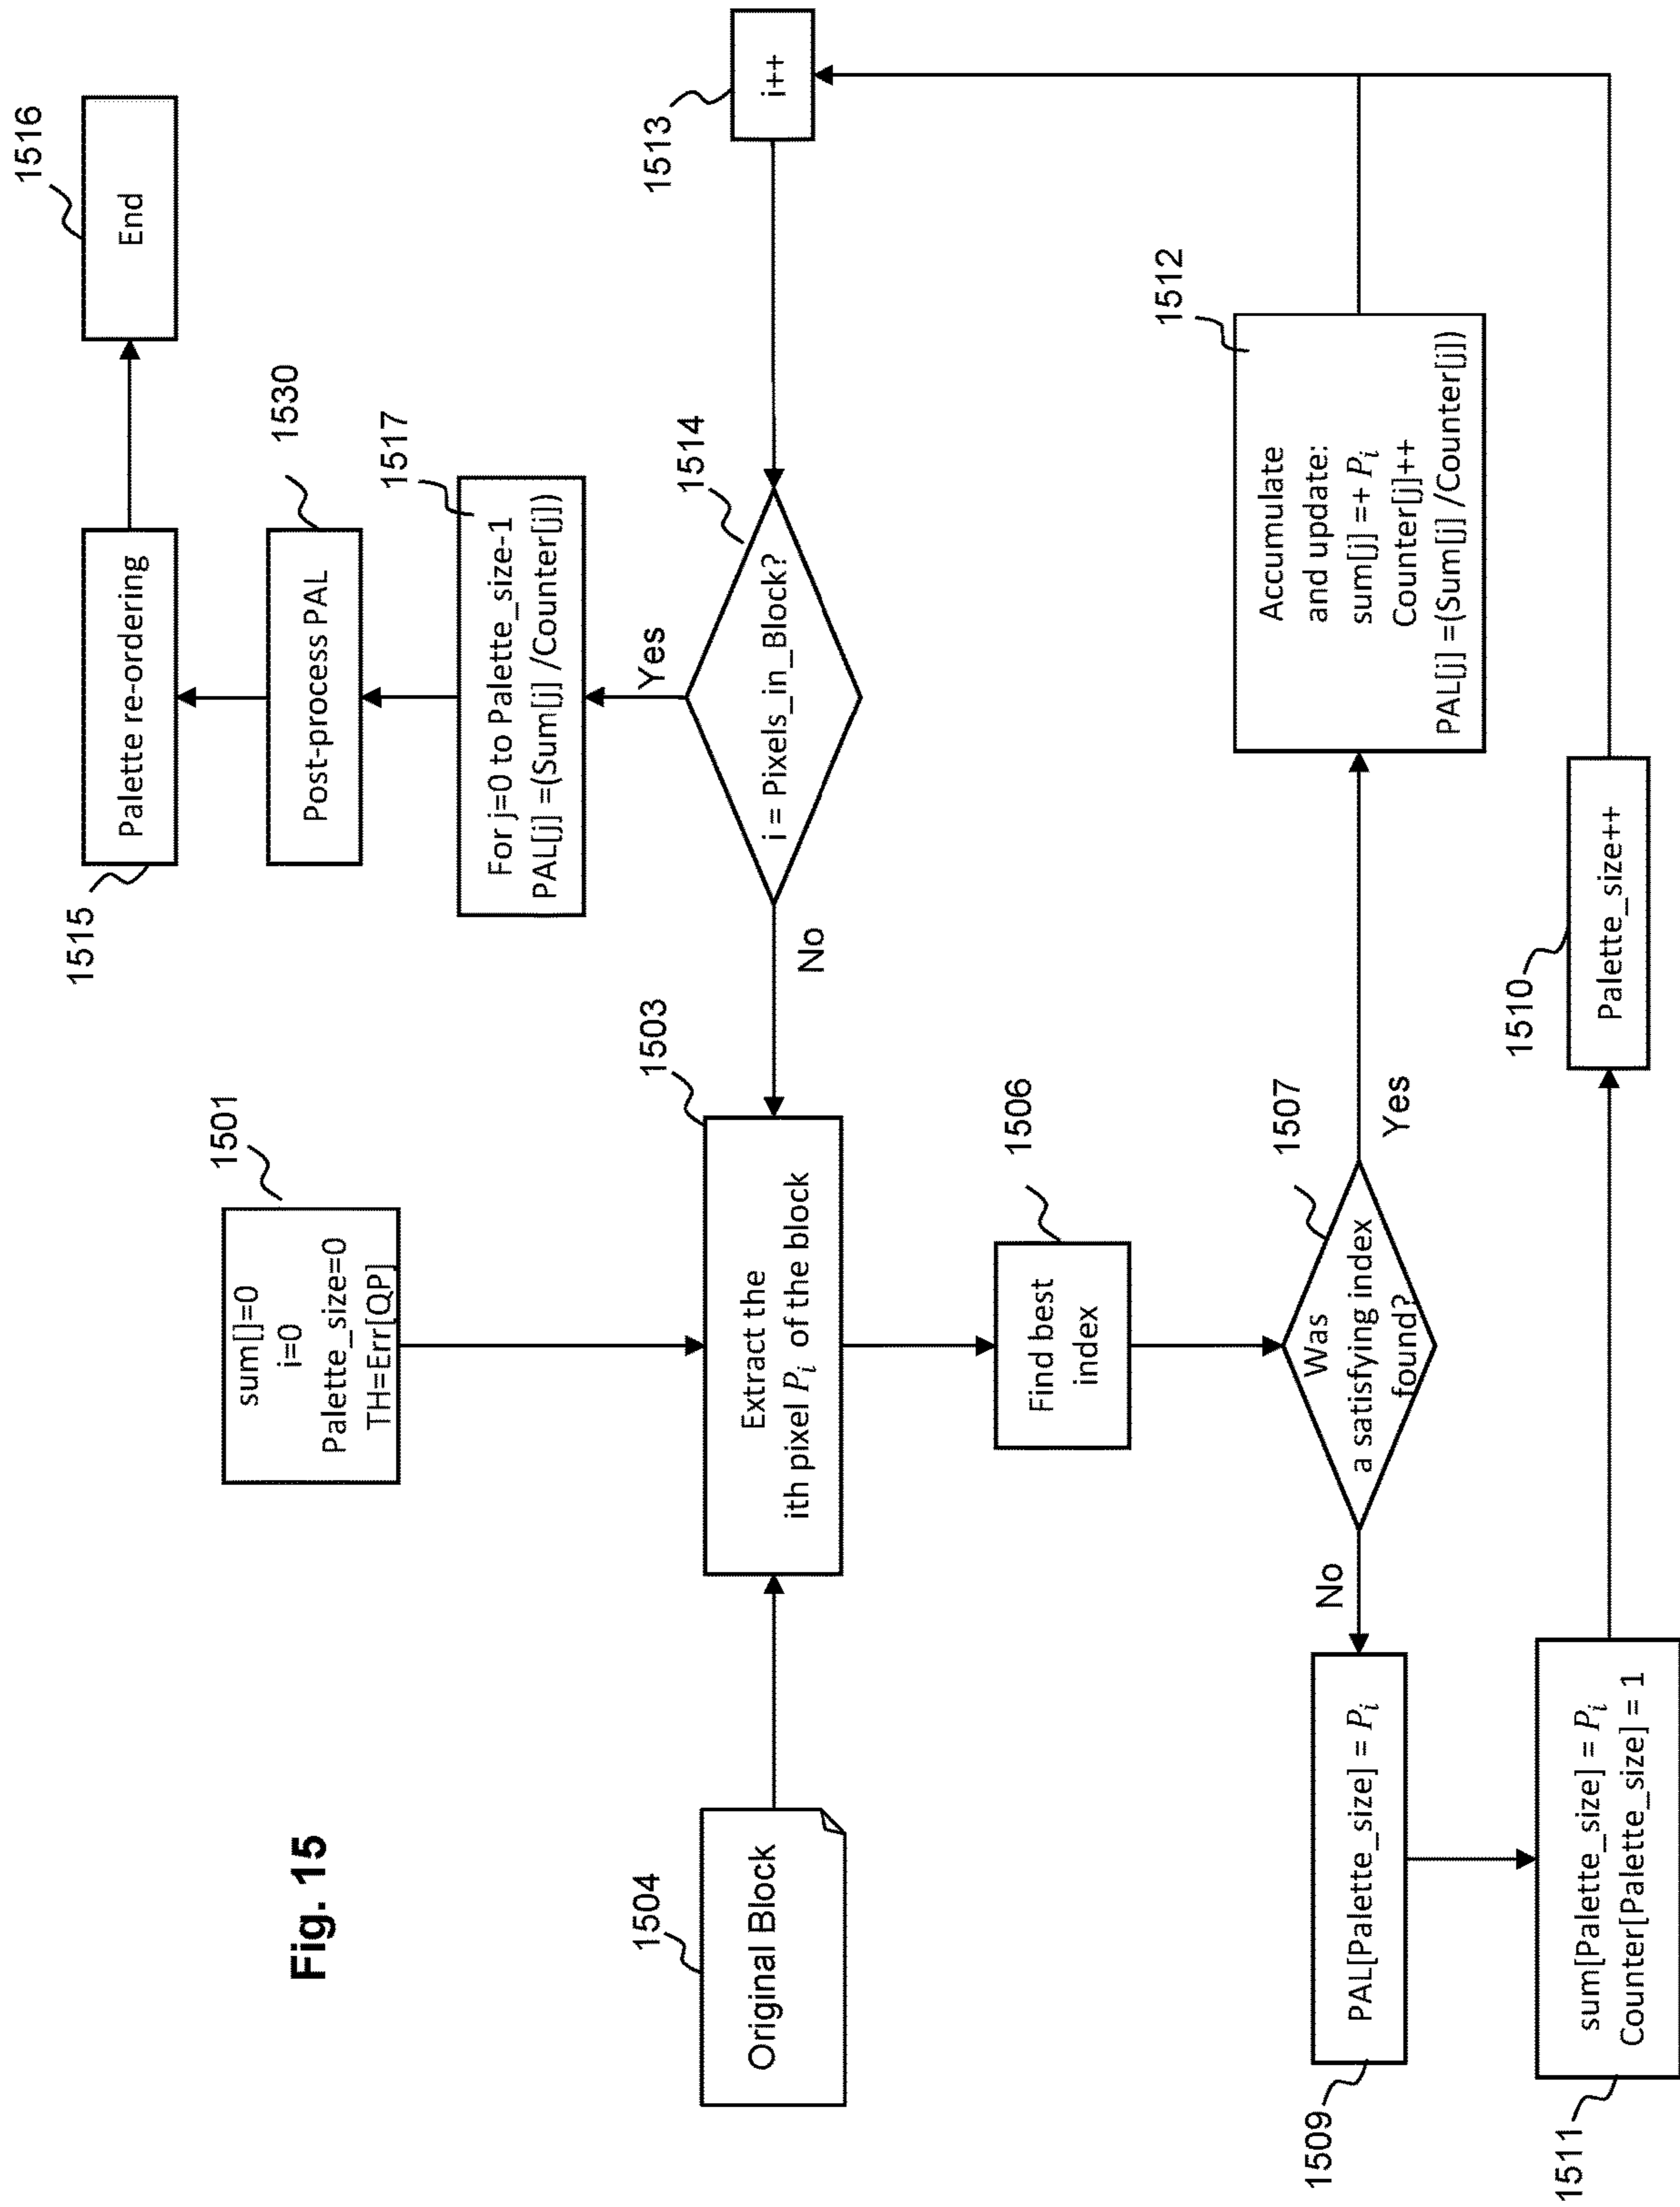 Fig. 15
1501
sum[]=0
i=0
Palette_size=0
TH=Err[QP]
1516
End
1515
Palette re-ordering
1530
Post-process PAL
1517
For j=0 to Palette_size-1
PAL[j] =(Sum[j] /Counter[j])
Yes
1504
Original Block
1503
Extract the
ith pixel Pi of the block
No
1514
i = Pixels_in_Block?
1513
i++
1506
Find best
index
1507
Was
a satisfying index
found?
No
Yes
1512
Accumulate
and update:
sum[j] =+ Pi
Counter[j]++
PAL[j] =(Sum[j] /Counter[j])
1509
PAL[Palette_size] = Pi
1511
sum[Palette_size] = Pi
Counter[Palette_size] = 1
1510
Palette_size++